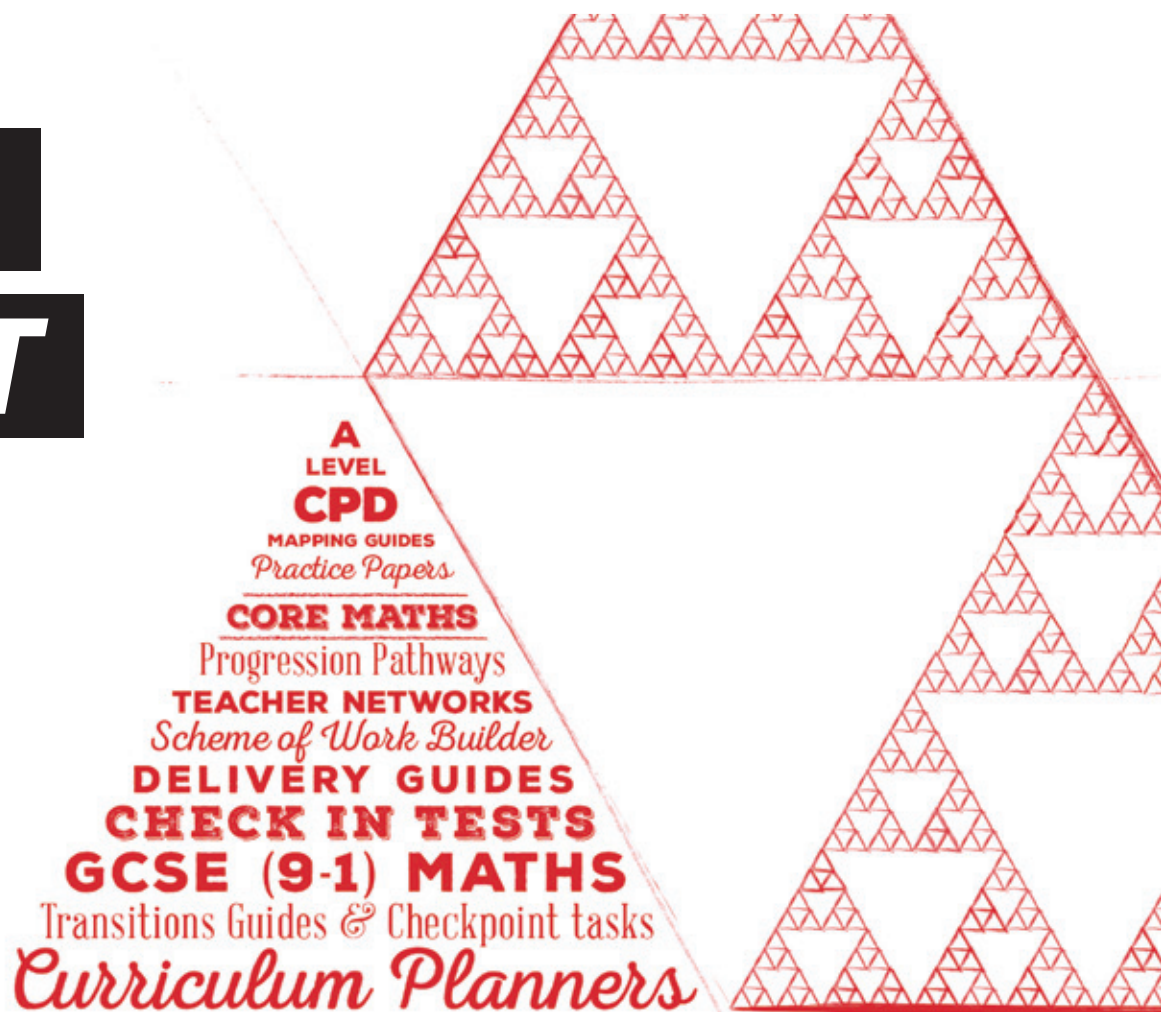 T
A
LEVEL
CPD
MAPPING GUIDES
Practice Papers
CORE MATHS
Progression Pathways
TEACHER NETWORKS
Scheme of Work Builder
DELIVERY GUIDES
CHECK IN TESTS
GCSE (9-1) MATHS
Transitions Guides & Checkpoint tasks
Curriculum Planners